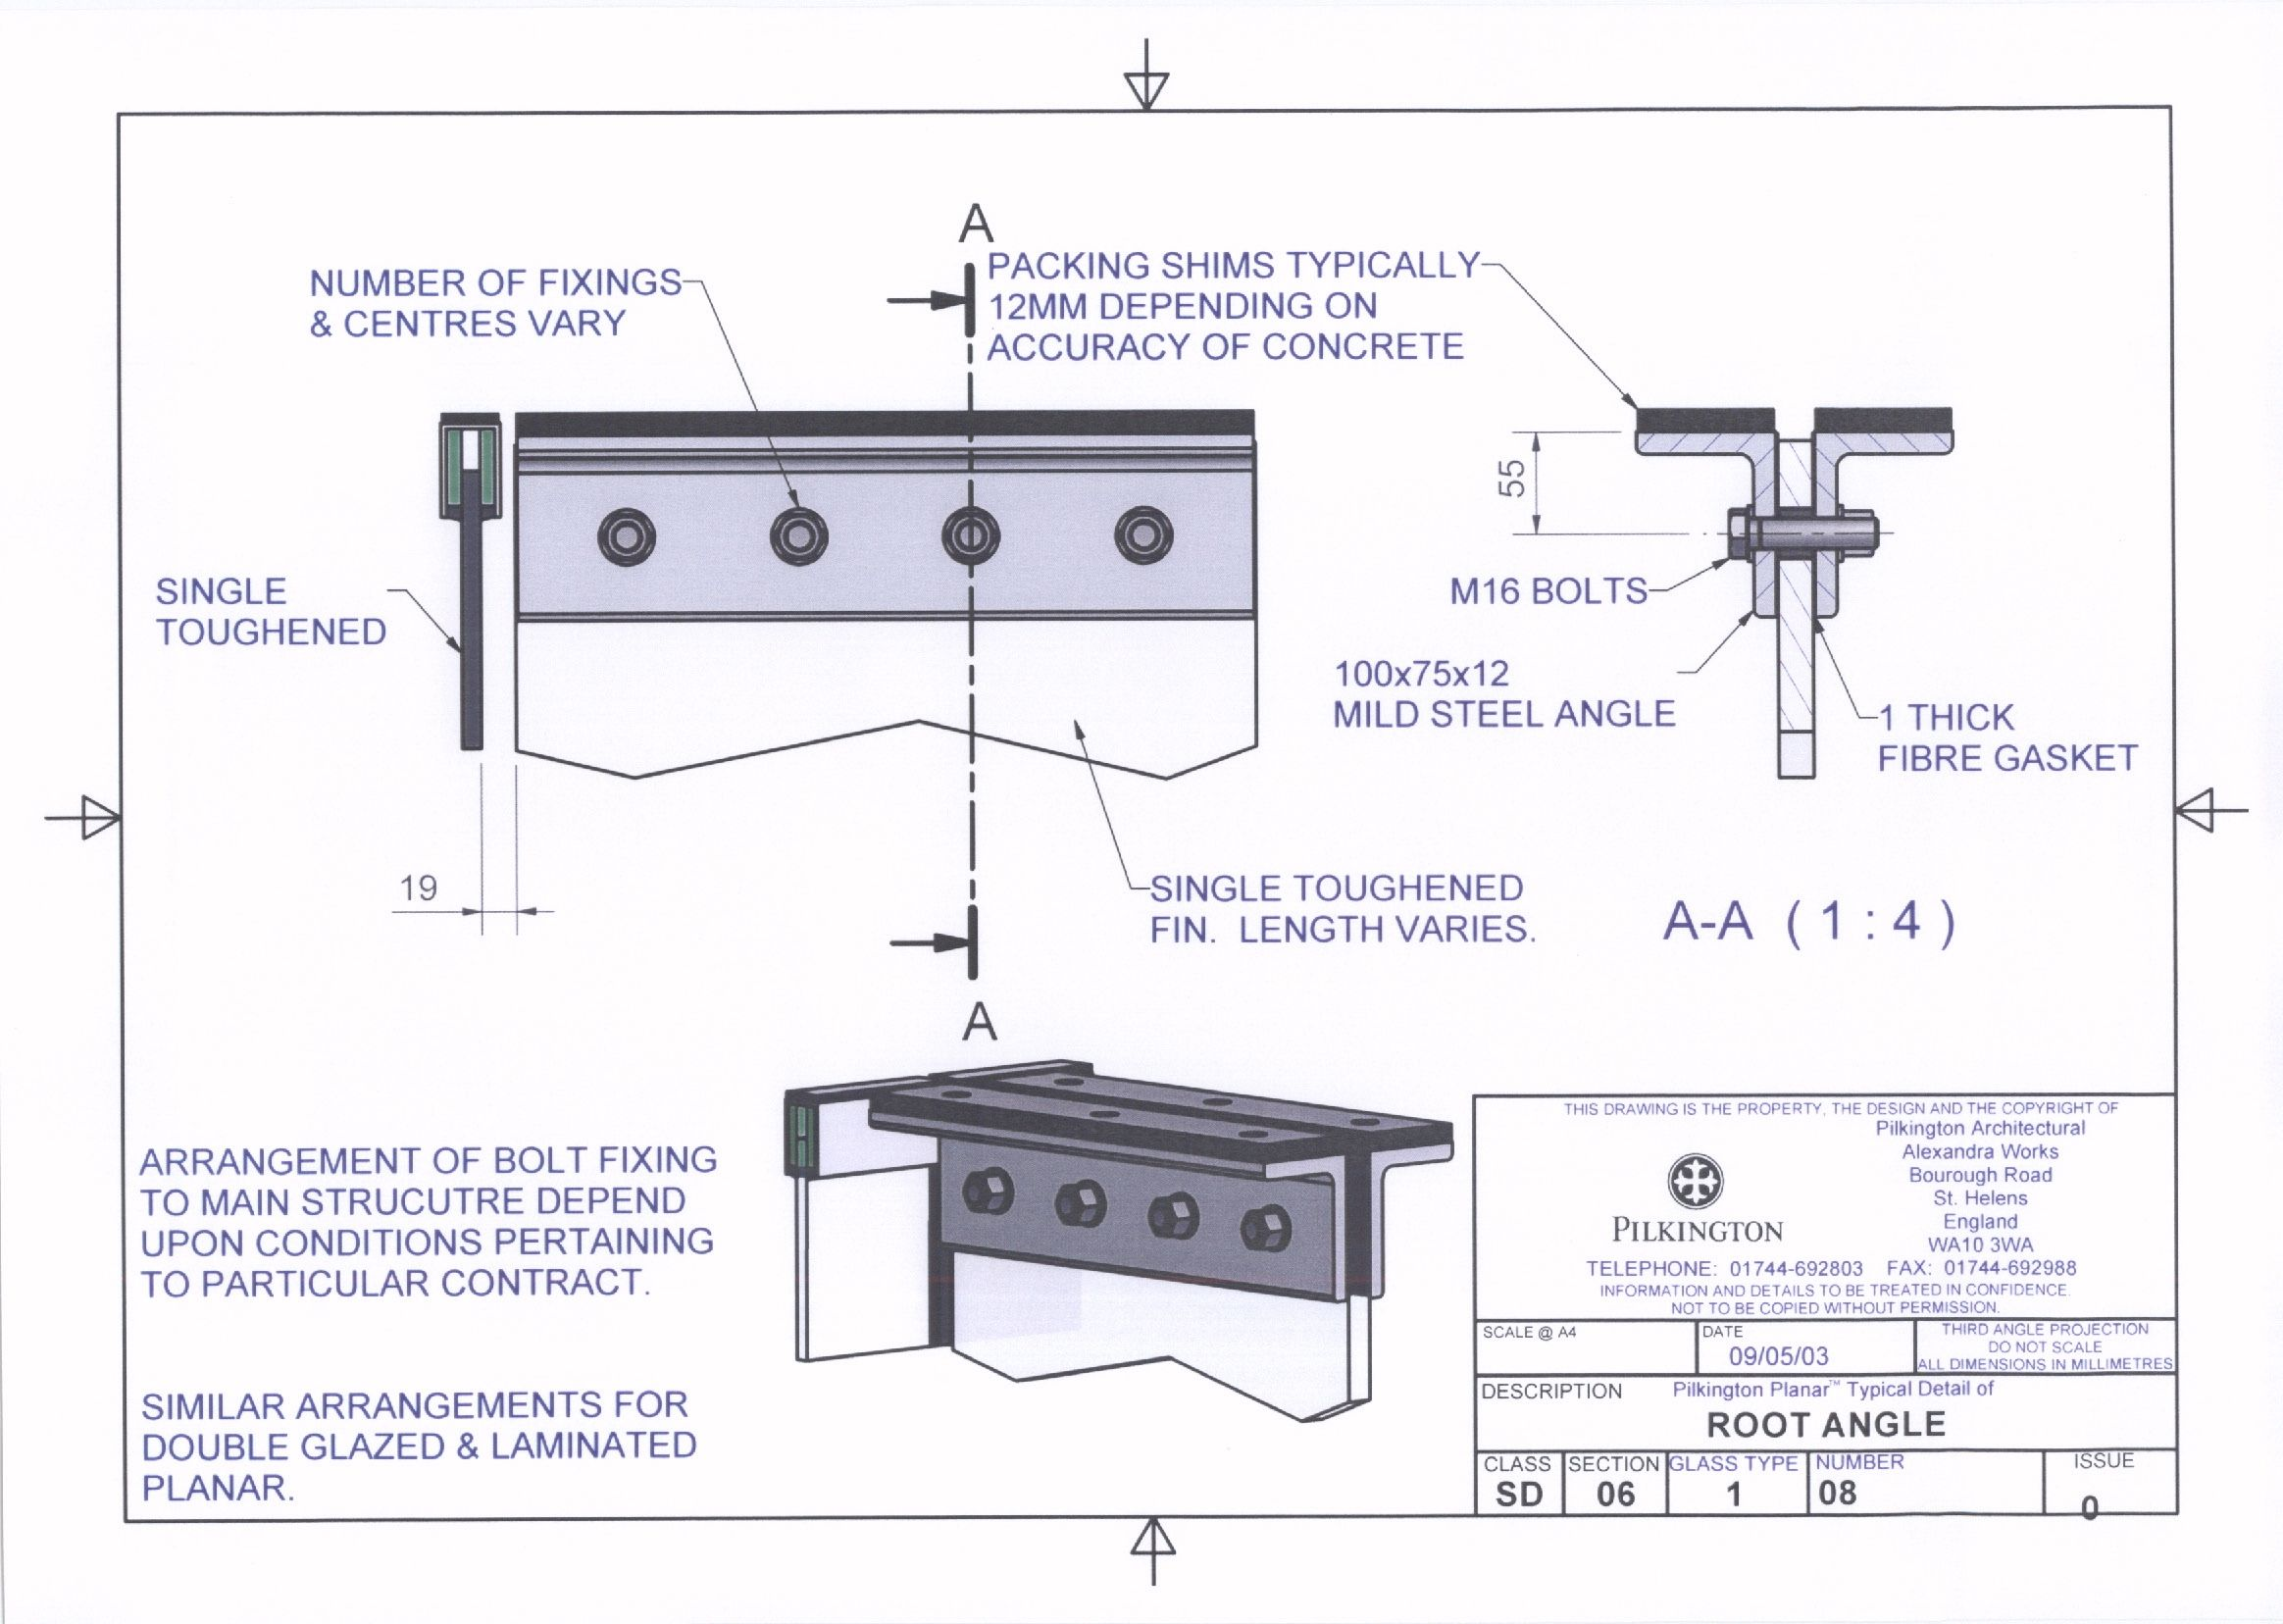 A
NUMBER OF FIXINGS
& CENTRES VARY
PACKING SHIMS TYPICALLY
12MM DEPENDING ON
ACCURACY OF CONCRETE
55
SINGLE
TOUGHENED
M16 BOLTS
100x75x12
MILD STEEL ANGLE
1 THICK
FIBRE GASKET
19
SINGLE TOUGHENED
FIN. LENGTH VARIES.
A-A ( 1 : 4 )
A
ARRANGEMENT OF BOLT FIXING
TO MAIN STRUCUTRE DEPEND
UPON CONDITIONS PERTAINING
TO PARTICULAR CONTRACT.
SIMILAR ARRANGEMENTS FOR
DOUBLE GLAZED & LAMINATED
PLANAR.
THIS DRAWING IS THE PROPERTY, THE DESIGN AND THE COPYRIGHT OF
Pilkington Architectural
Alexandra Works
Bourough Road
St. Helens
England
WA10 3WA
PILKINGTON
TELEPHONE: 01744-692803 FAX: 01744-692988
INFORMATION AND DETAILS TO BE TREATED IN CONFIDENCE.
NOT TO BE COPIED WITHOUT PERMISSION.
SCALE @ A4
DATE
09/05/03
THIRD ANGLE PROJECTION
DO NOT SCALE
ALL DIMENSIONS IN MILLIMETRES
DESCRIPTION
Pilkington Planar™ Typical Detail of
ROOT ANGLE
CLASS SECTION GLASS TYPE NUMBER ISSUE
SD 06 1 08 0